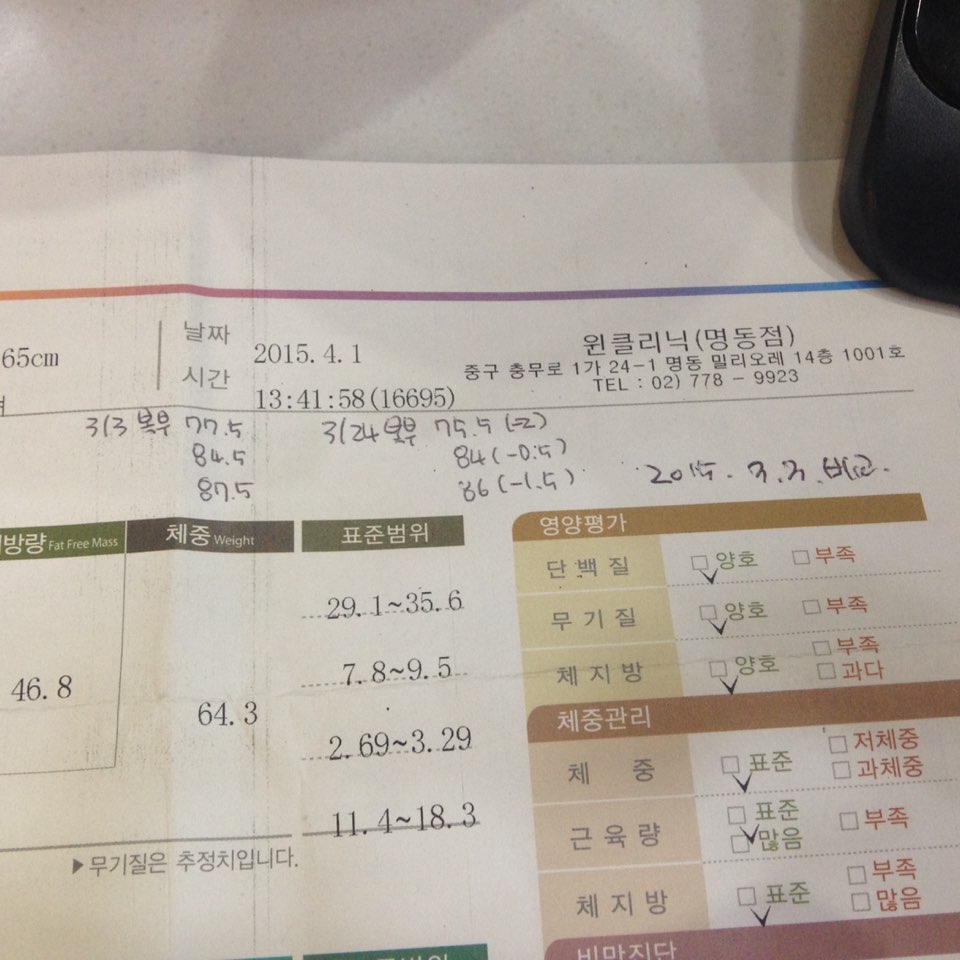 65cm
날짜 2015.4.1
시간 13:41:58(16695)
윈클리닉(명동점)
중구 충무로 1가 24-1 명동 밀리오레 14층 1001호
TEL : 02) 778 - 9923
3/3 복부 77.5
84.5
87.5
3/24 복부 75.5 (-2)
84 (-0.5)
86 (-1.5)
2015. 3. 3. 비교.
방량 Fat Free Mass
46.8
체중 Weight
64.3
표준범위
29.1~35.6
7.8~9.5
2.69~3.29
11.4~18.3
▶무기질은 추정치입니다.
영양평가
단백질 □양호 □부족
무기질 □양호 □부족
체지방 □양호 □부족
□과다
체중관리
체 중 □표준 □저체중
□과체중
근육량 □표준 □부족
□많음
체지방 □표준 □부족
□많음
비만진단